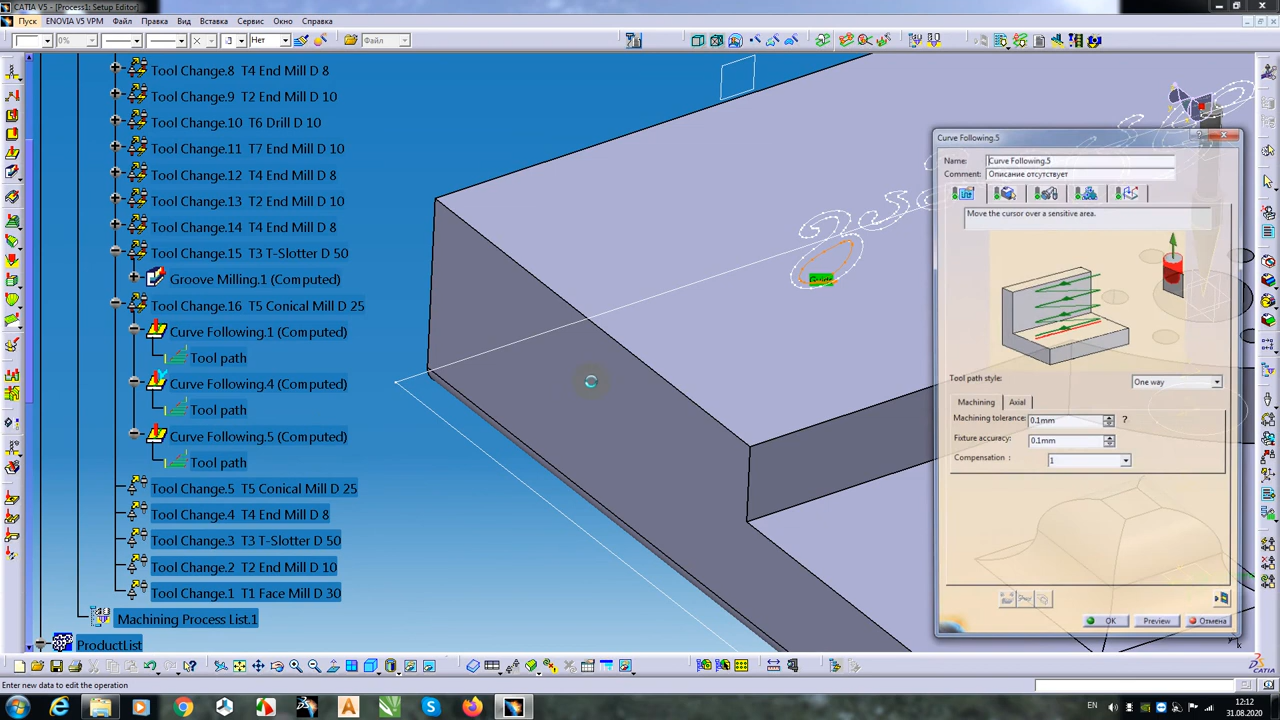 CATIA V5 - [Process1: Setup Editor]
Пуск ENOVIA V5 VPM Файл Правка Вид Вставка Сервис Окно Справка
0% Нет Файл
Tool Change.8 T4 End Mill D 8
Tool Change.9 T2 End Mill D 10
Tool Change.10 T6 Drill D 10
Tool Change.11 T7 End Mill D 10
Tool Change.12 T4 End Mill D 8
Tool Change.13 T2 End Mill D 10
Tool Change.14 T4 End Mill D 8
Tool Change.15 T3 T-Slotter D 50
Groove Milling.1 (Computed)
Tool Change.16 T5 Conical Mill D 25
Curve Following.1 (Computed)
Tool path
Curve Following.4 (Computed)
Tool path
Curve Following.5 (Computed)
Tool path
Tool Change.5 T5 Conical Mill D 25
Tool Change.4 T4 End Mill D 8
Tool Change.3 T3 T-Slotter D 50
Tool Change.2 T2 End Mill D 10
Tool Change.1 T1 Face Mill D 30
Machining Process List.1
ProductList
Guide
Curve Following.5
Name: Curve Following.5
Comment: Описание отсутствует
Move the cursor over a sensitive area.
Tool path style: One way
Machining Axial
Machining tolerance: 0.1mm ?
Fixture accuracy: 0.1mm
Compensation : 1
OK Preview Отмена
Enter new data to edit the operation
EN 12:12
31.08.2020